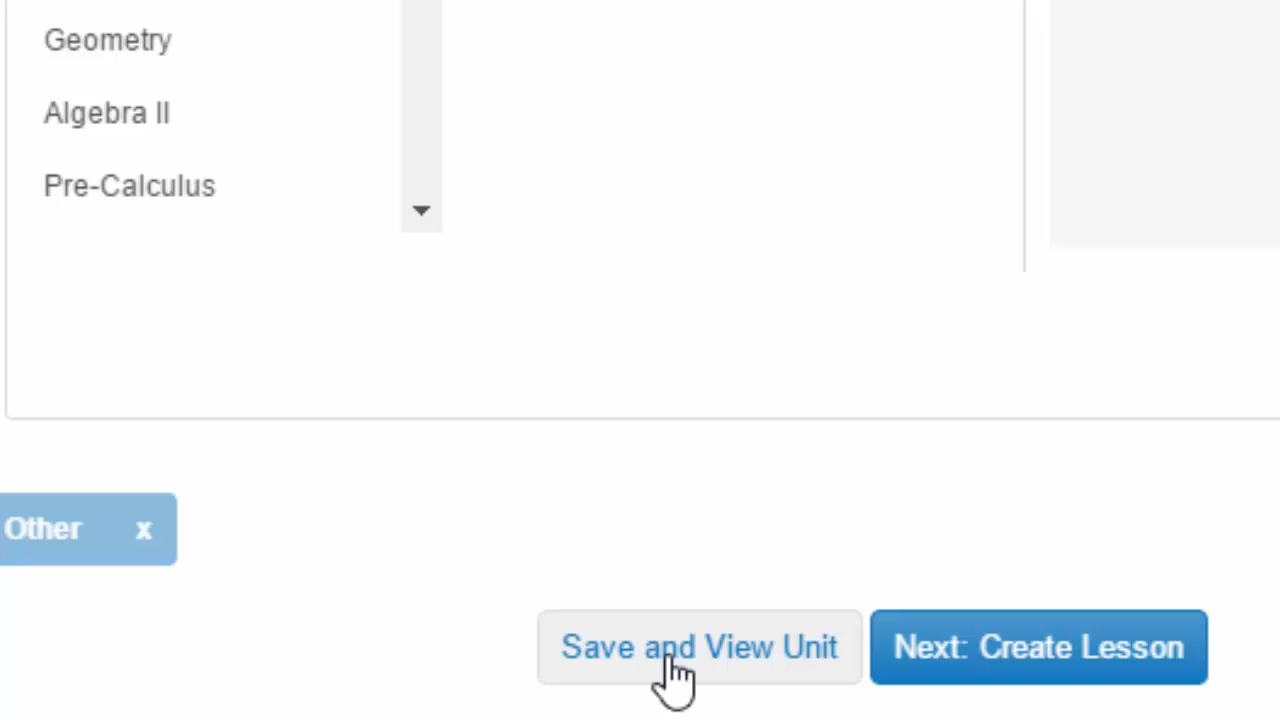 Geometry
Algebra II
Pre-Calculus
Other x
Save and View Unit Next: Create Lesson